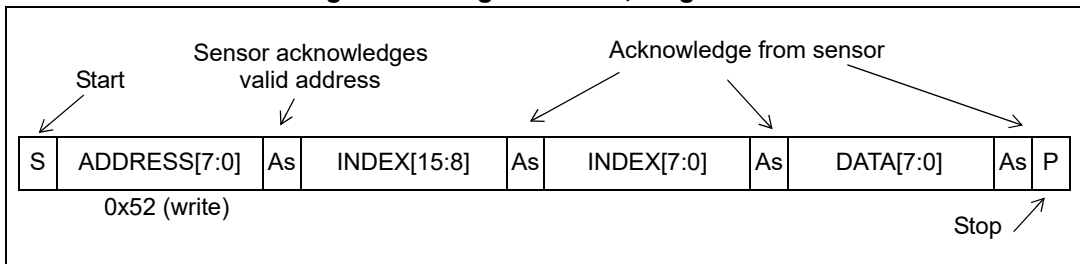 Sensor acknowledges
valid address
Acknowledge from sensor
Start
S ADDRESS[7:0] As INDEX[15:8] As INDEX[7:0] As DATA[7:0] As P
0x52 (write)
Stop